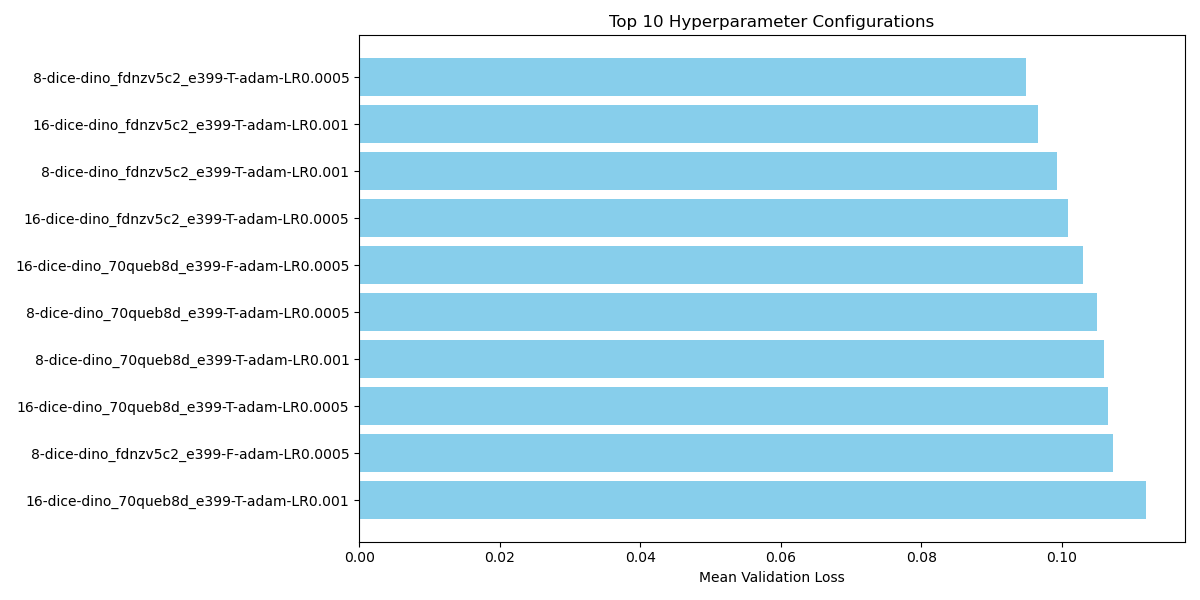 Top 10 Hyperparameter Configurations
8-dice-dino_fdnzv5c2_e399-T-adam-LR0.0005
16-dice-dino_fdnzv5c2_e399-T-adam-LR0.001
8-dice-dino_fdnzv5c2_e399-T-adam-LR0.001
16-dice-dino_fdnzv5c2_e399-T-adam-LR0.0005
16-dice-dino_70queb8d_e399-F-adam-LR0.0005
8-dice-dino_70queb8d_e399-T-adam-LR0.0005
8-dice-dino_70queb8d_e399-T-adam-LR0.001
16-dice-dino_70queb8d_e399-T-adam-LR0.0005
8-dice-dino_fdnzv5c2_e399-F-adam-LR0.0005
16-dice-dino_70queb8d_e399-T-adam-LR0.001
0.00 0.02 0.04 0.06 0.08 0.10
Mean Validation Loss